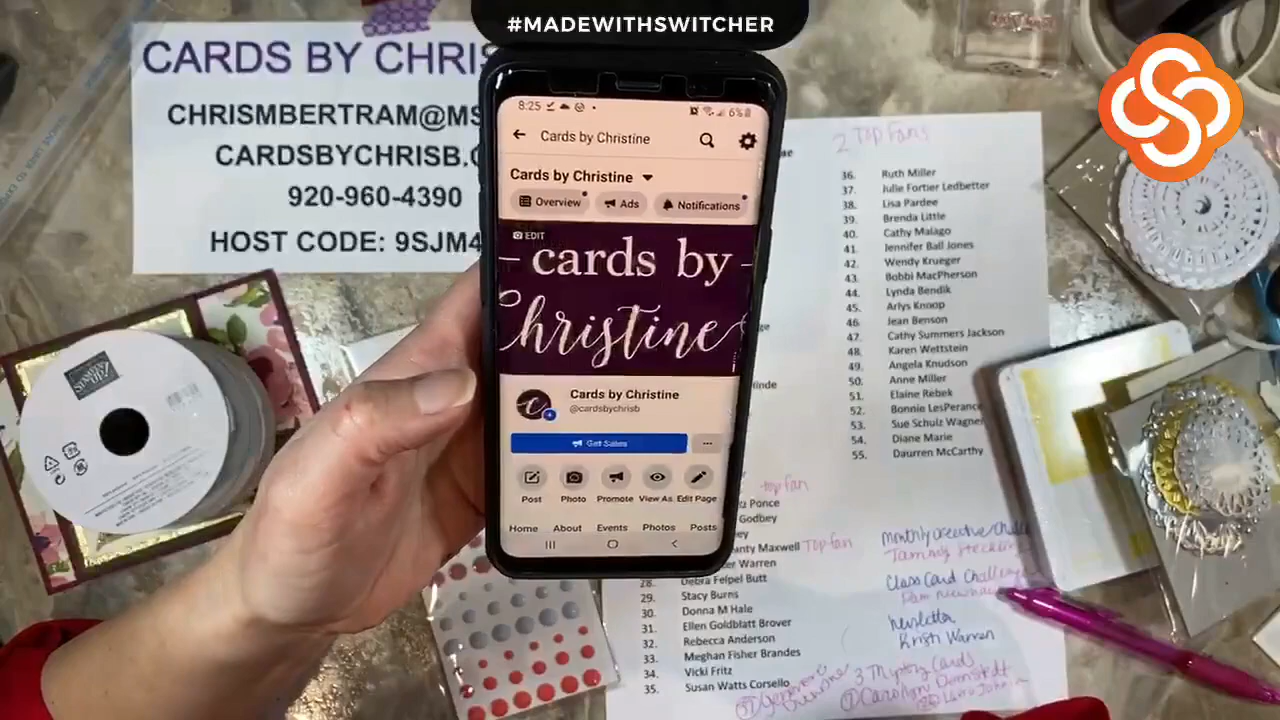 #MADEWITHSWITCHER
CARDS BY CHRIS
CHRISMBERTRAM@MS
CARDSBYCHRISB.C
920-960-4390
HOST CODE: 9SJM4
STAMPIN' UP!
8:25
6%
Cards by Christine
Cards by Christine
Overview
Ads
Notifications
EDIT
cards by
Christine
Cards by Christine
@cardsbychrisb
Get Sales
Post
Photo
Promote
View As
Edit Page
Home
About
Events
Photos
Posts
2 Top Fans
36. Ruth Miller
37. Julie Fortier Ledbetter
38. Lisa Pardee
39. Brenda Little
40. Cathy Malago
41. Jennifer Ball Jones
42. Wendy Krueger
43. Bobbi MacPherson
44. Lynda Bendik
45. Arlys Knoop
46. Jean Benson
47. Cathy Summers Jackson
48. Karen Wettstein
49. Angela Knudson
50. Anne Miller
51. Elaine Rebek
52. Bonnie LesPerance
53. Sue Schulz Wagner
54. Diane Marie
55. Daurren McCarthy
top fan
Ponce
Godbey
Maxwell Top fan
Warren
28. Debra Felpel Butt
29. Stacy Burns
30. Donna M Hale
31. Ellen Goldblatt Brover
32. Rebecca Anderson
33. Meghan Fisher Brandes
34. Vicki Fritz
35. Susan Watts Corsello
Monthly
Tammy
Class Card
Pam
Newsletter
Kristi Warren
3 Mystery Cards